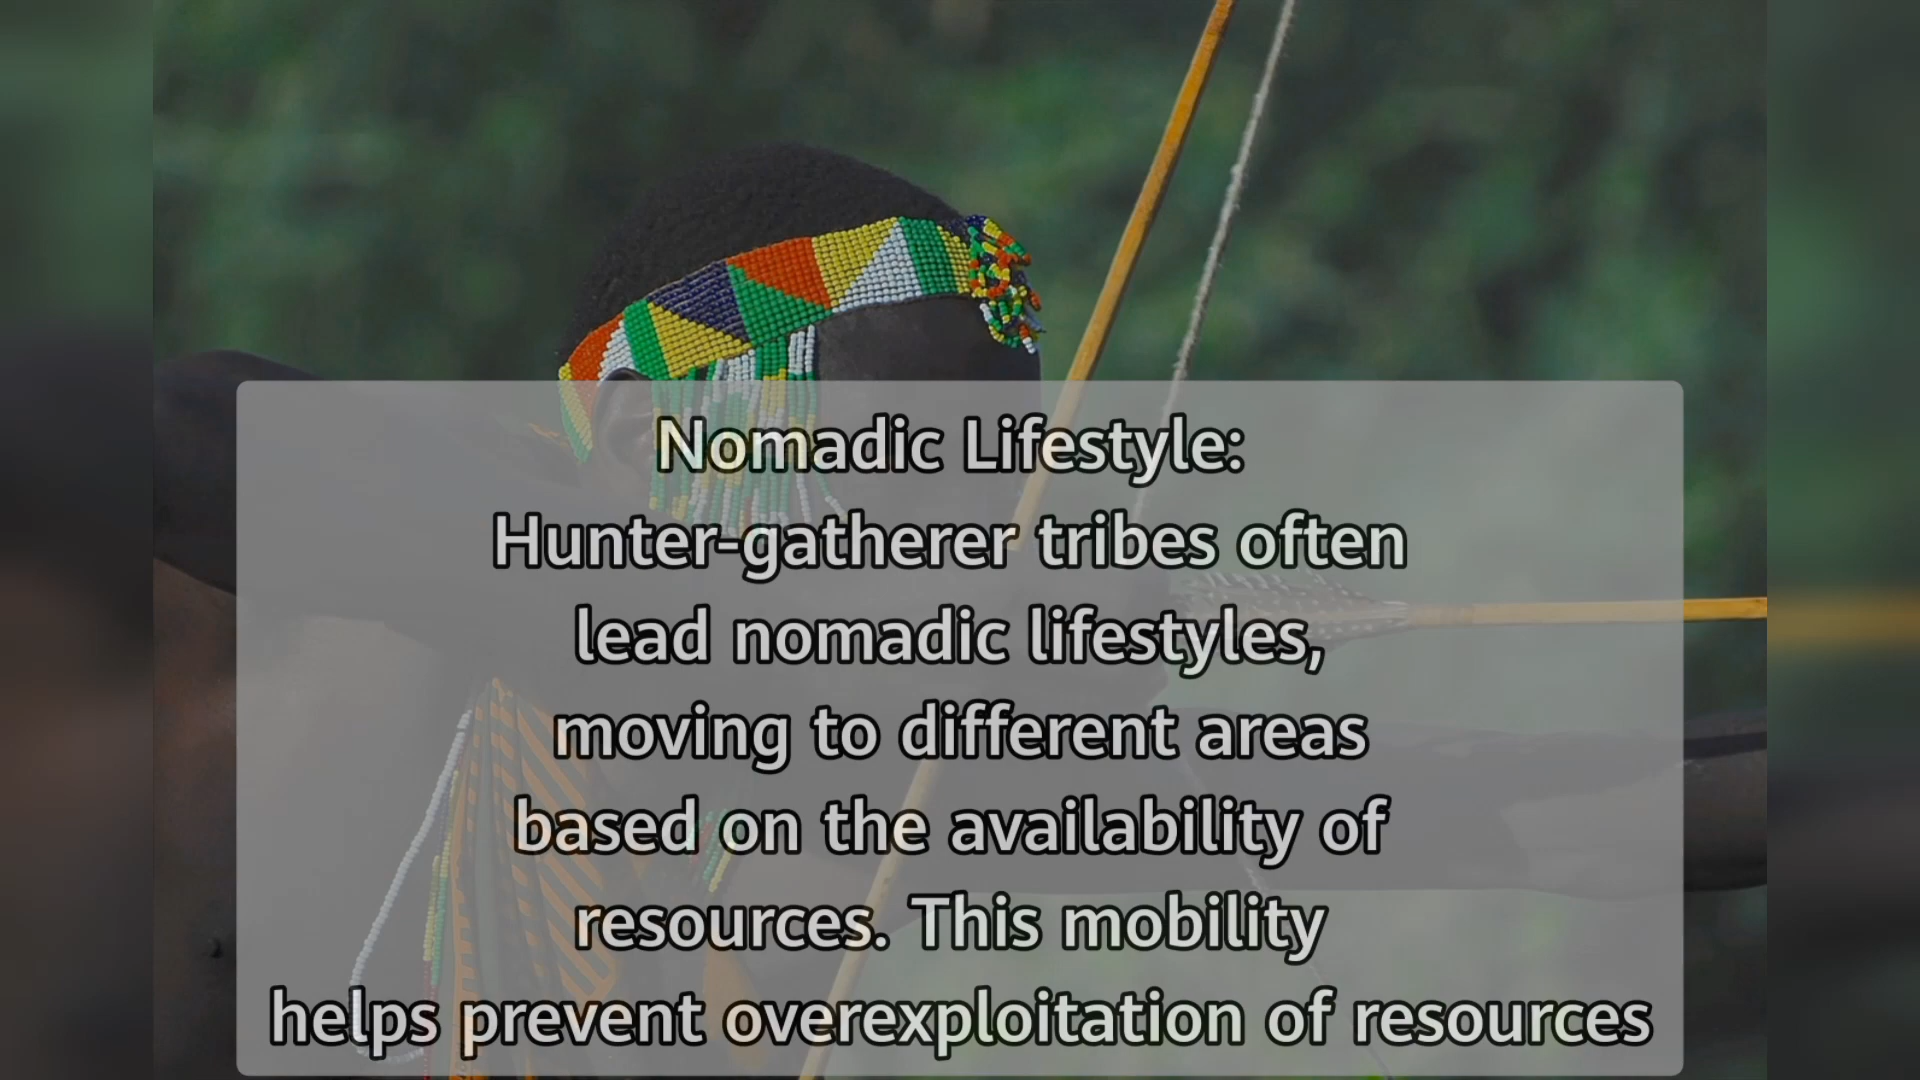 Nomadic Lifestyle:
Hunter-gatherer tribes often
lead nomadic lifestyles,
moving to different areas
based on the availability of
resources. This mobility
helps prevent overexploitation of resources